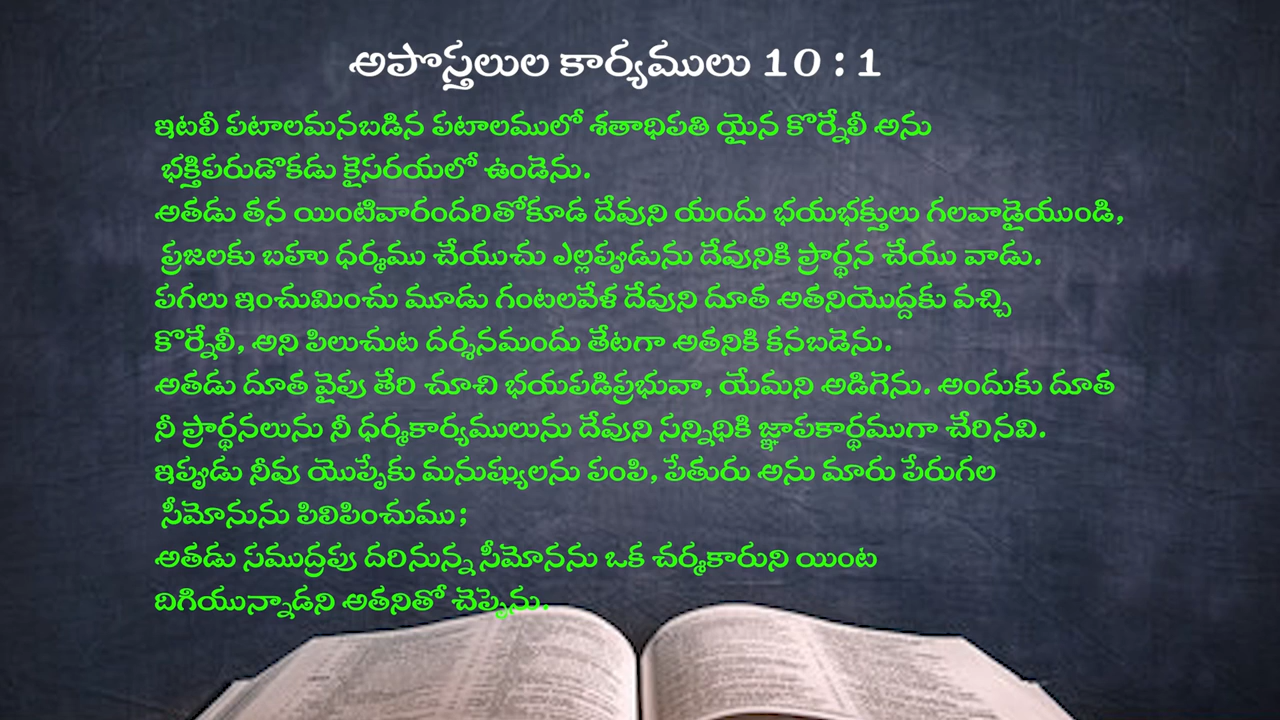 అపొస్తలుల కార్యములు 10 : 1
ఇటలీ పటాలమనబడిన పటాలములో శతాధిపతి యైన కొర్నేలీ అను
భక్తిపరుడొకడు కైసరయలో ఉండెను.
అతడు తన యింటివారందరితోకూడ దేవుని యందు భయభక్తులు గలవాడైయుండి,
ప్రజలకు బహు ధర్మము చేయుచు ఎల్లప్పుడును దేవునికి ప్రార్థన చేయు వాడు.
పగలు ఇంచుమించు మూడు గంటలవేళ దేవుని దూత అతనియొద్దకు వచ్చి
కొర్నేలీ, అని పిలుచుట దర్శనమందు తేటగా అతనికి కనబడెను.
అతడు దూత వైపు తేరి చూచి భయపడిప్రభువా, యేమని అడిగెను. అందుకు దూత
నీ ప్రార్థనలును నీ ధర్మకార్యములును దేవుని సన్నిధికి జ్ఞాపకార్థముగా చేరినవి.
ఇప్పుడు నీవు యొప్పేకు మనుష్యులను పంపి, పేతురు అను మారు పేరుగల
సీమోనును పిలిపించుము;
అతడు సముద్రపు దరినున్న సీమోనను ఒక చర్మకారుని యింట
దిగియున్నాడని అతనితో చెప్పెను.